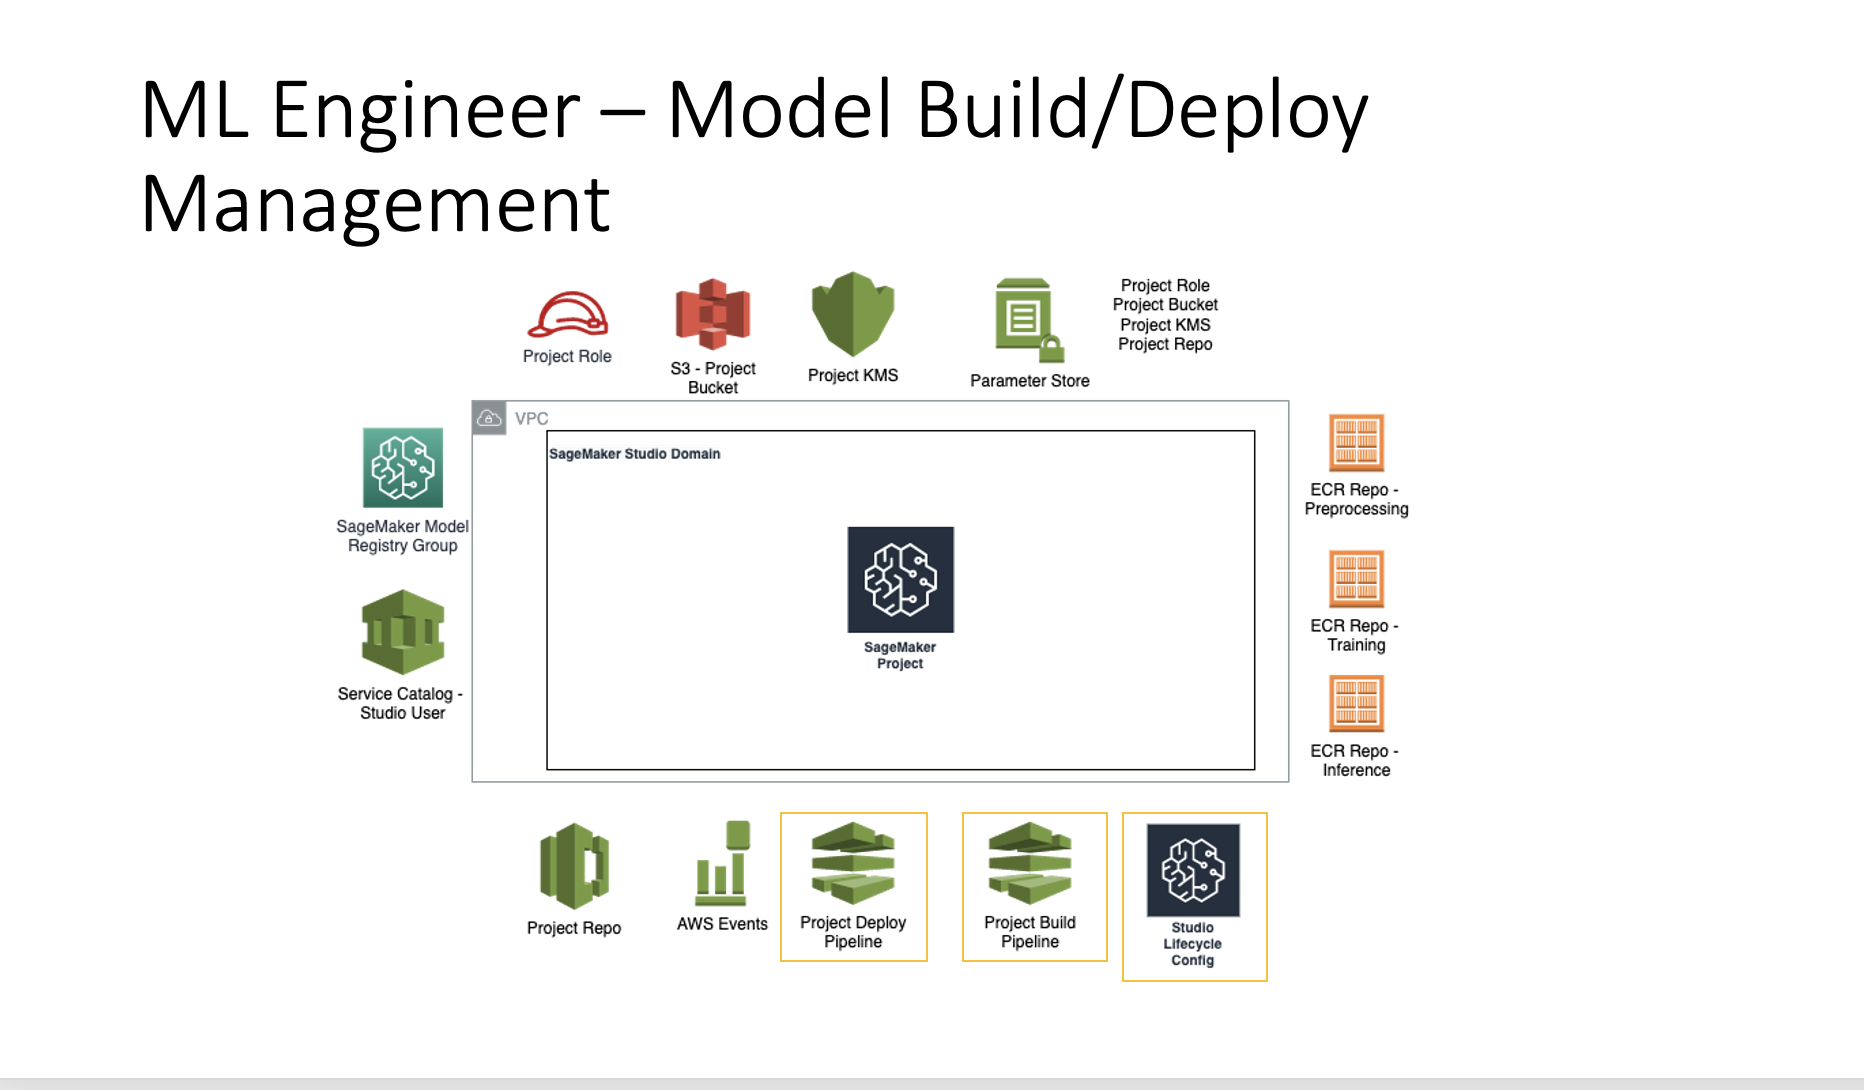 ML Engineer – Model Build/Deploy
Management
Project Role
S3 - Project
Bucket
Project KMS
Parameter Store
Project Role
Project Bucket
Project KMS
Project Repo
VPC
SageMaker Studio Domain
SageMaker
Project
SageMaker Model
Registry Group
Service Catalog -
Studio User
ECR Repo -
Preprocessing
ECR Repo -
Training
ECR Repo -
Inference
Project Repo
AWS Events
Project Deploy
Pipeline
Project Build
Pipeline
Studio
Lifecycle
Config